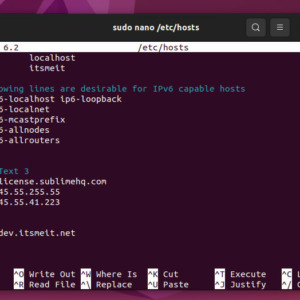 sudo nano /etc/hosts
6.2 /etc/hosts
localhost
itsmeit
owing lines are desirable for IPv6 capable hosts
6-localhost ip6-loopback
6-localnet
6-mcastprefix
6-allnodes
6-allrouters
Text 3
license.sublimehq.com
45.55.255.55
45.55.41.223
dev.itsmeit.net
^O Write Out ^W Where Is ^K Cut ^T Execute ^C L
^R Read File ^\ Replace ^U Paste ^J Justify ^/ G